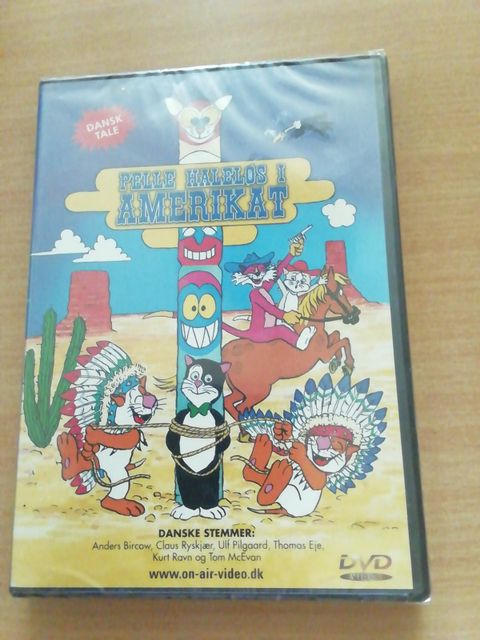 DANSK
TALE
PELLE HALELØS I
AMERIKAT
DANSKE STEMMER:
Anders Bircow, Claus Ryskjær, Ulf Pilgaard, Thomas Eje,
Kurt Ravn og Tom McEvan
www.on-air-video.dk
DVD
VIDEO